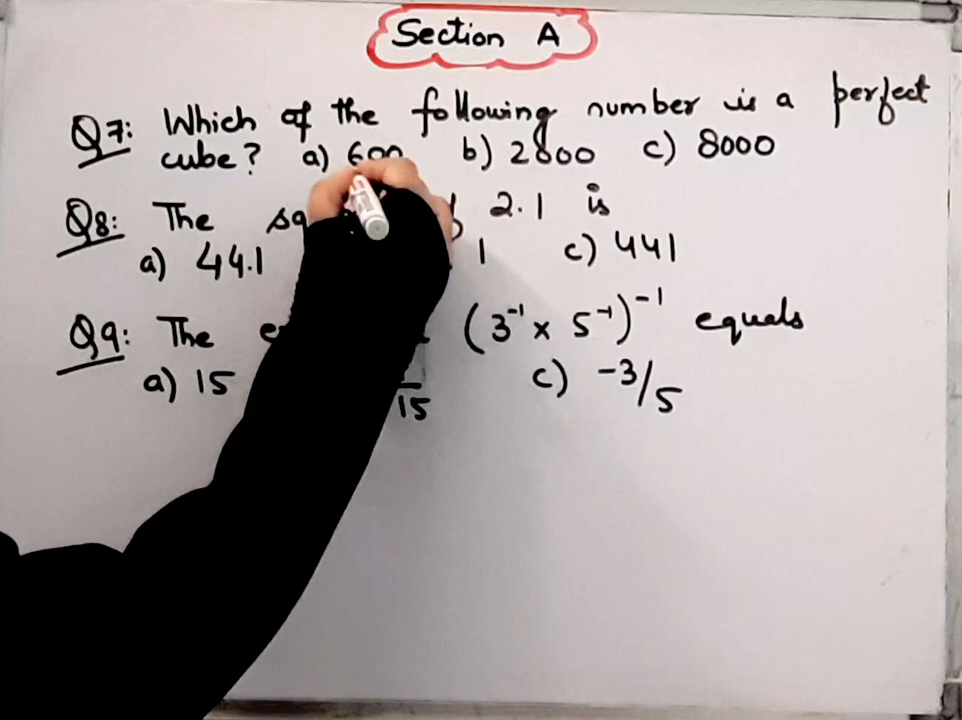 Section A
Q7: Which of the following number is a perfect
cube? a) 600 b) 2800 c) 8000
Q8: The 2.1 is
a) 44.1 1 c) 441
Q9: The (3⁻¹ x 5⁻¹)⁻¹ equals
a) 15 15 c) -3/5